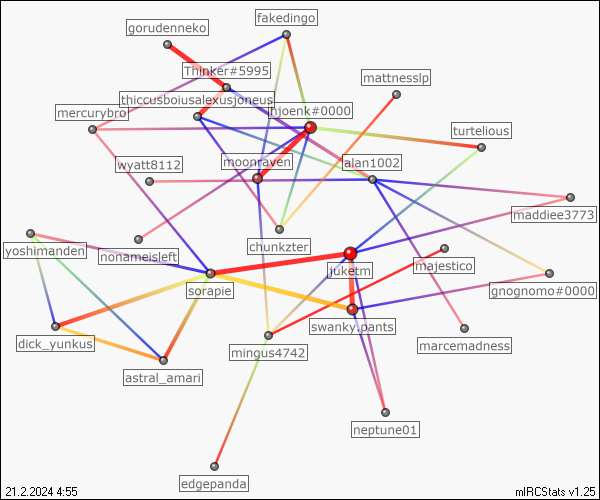 fakedingo
gorudenneko
Thinker#5995
mattnesslp
thiccusboiusalexusjoneus
njoenk#0000
mercurybro
turtelious
wyatt8112
moonraven
alan1002
maddiee3773
chunkzter
nonameisleft
yoshimanden
majestico
juketm
sorapie
gnognomo#0000
swanky.pants
dick_yunkus
mingus4742
marcemadness
astral_amari
neptune01
edgepanda
21.2.2024 4:55
mIRCStats v1.25